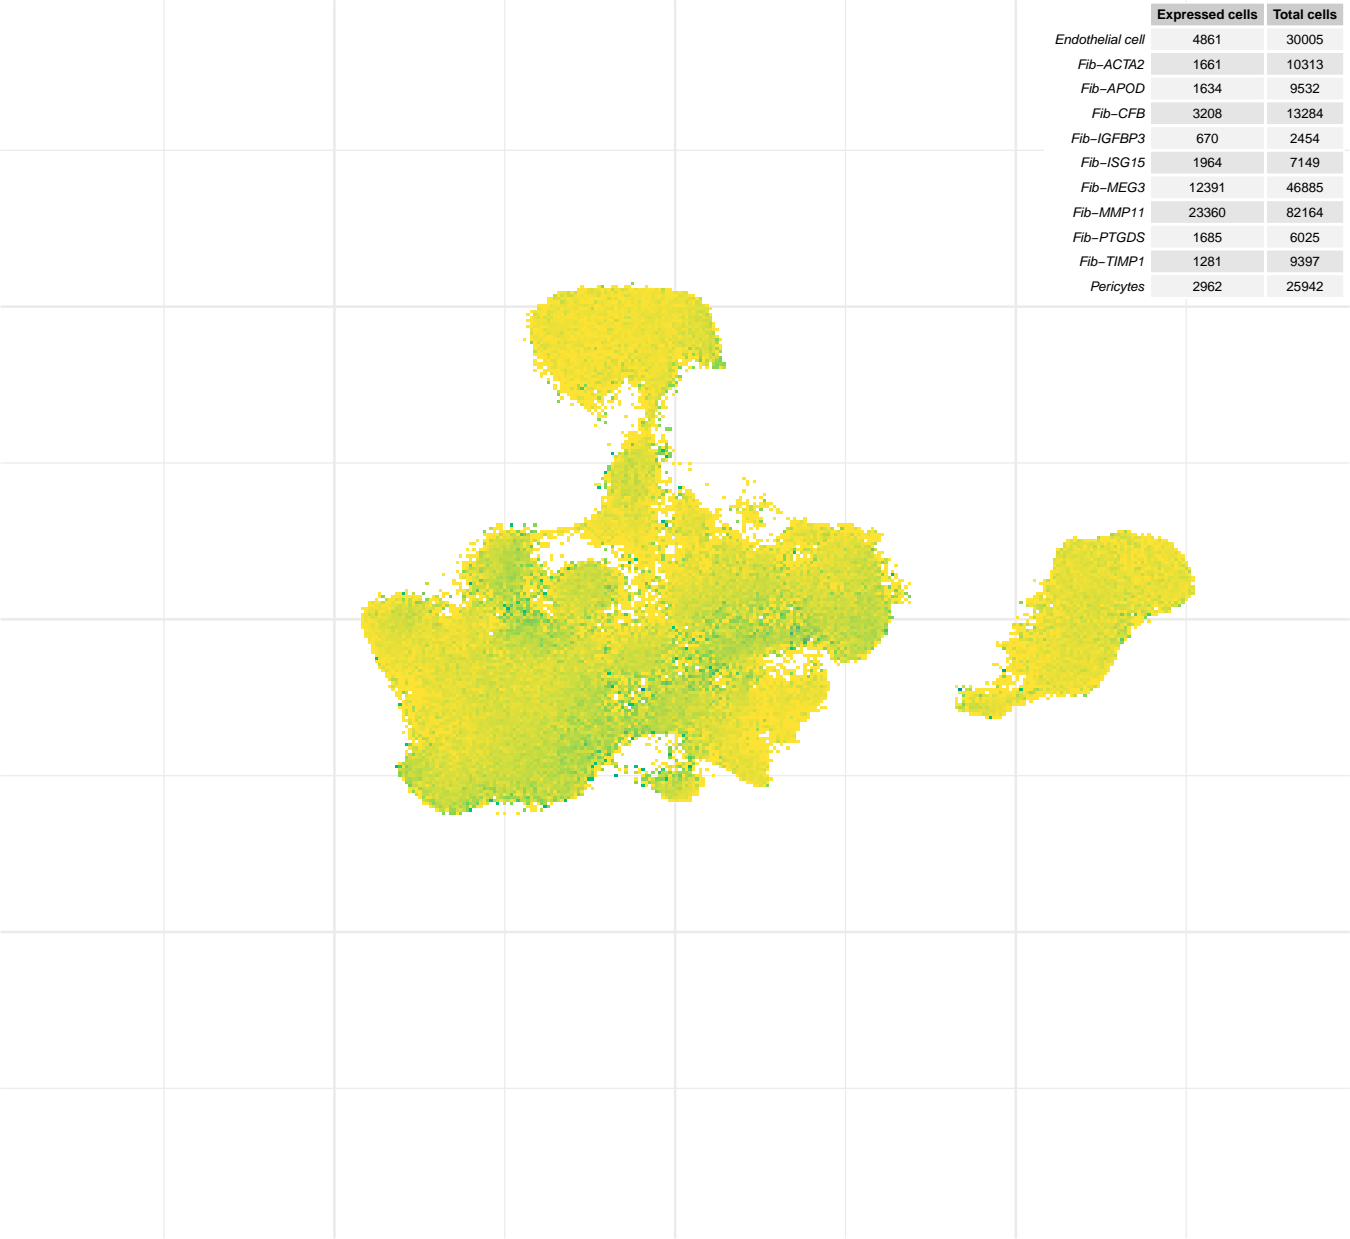 Expressed cells Total cells
Endothelial cell 4861 30005
Fib−ACTA2 1661 10313
Fib−APOD 1634 9532
Fib−CFB 3208 13284
Fib−IGFBP3 670 2454
Fib−ISG15 1964 7149
Fib−MEG3 12391 46885
Fib−MMP11 23360 82164
Fib−PTGDS 1685 6025
Fib−TIMP1 1281 9397
Pericytes 2962 25942